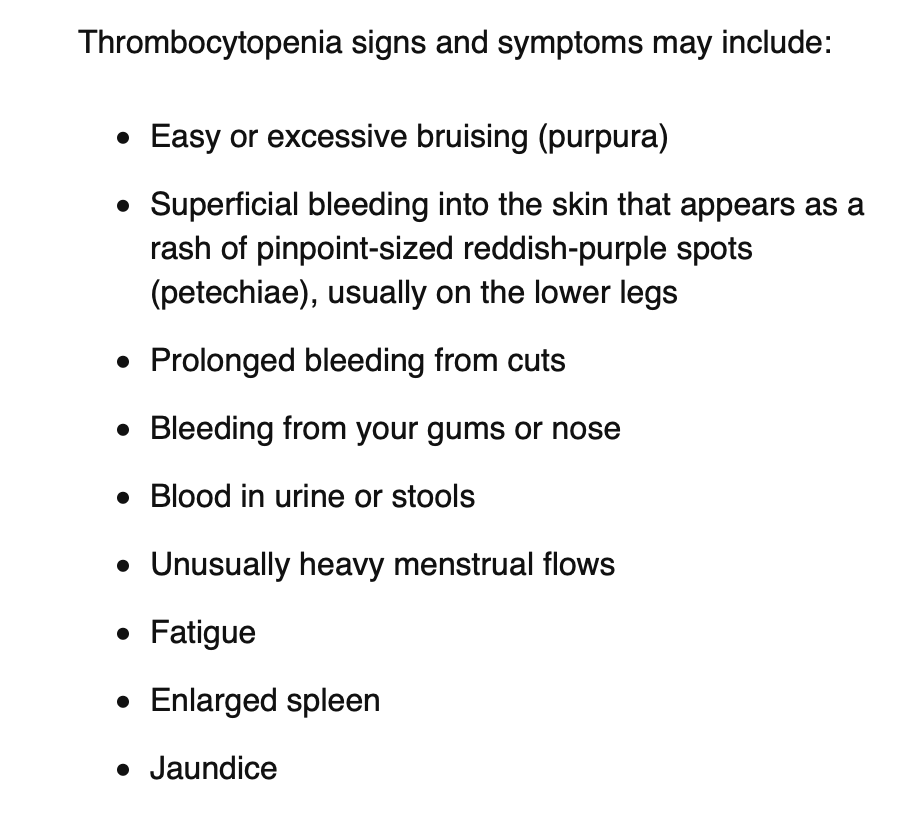 Thrombocytopenia signs and symptoms may include:
• Easy or excessive bruising (purpura)
• Superficial bleeding into the skin that appears as a
rash of pinpoint-sized reddish-purple spots
(petechiae), usually on the lower legs
• Prolonged bleeding from cuts
• Bleeding from your gums or nose
• Blood in urine or stools
• Unusually heavy menstrual flows
• Fatigue
• Enlarged spleen
• Jaundice